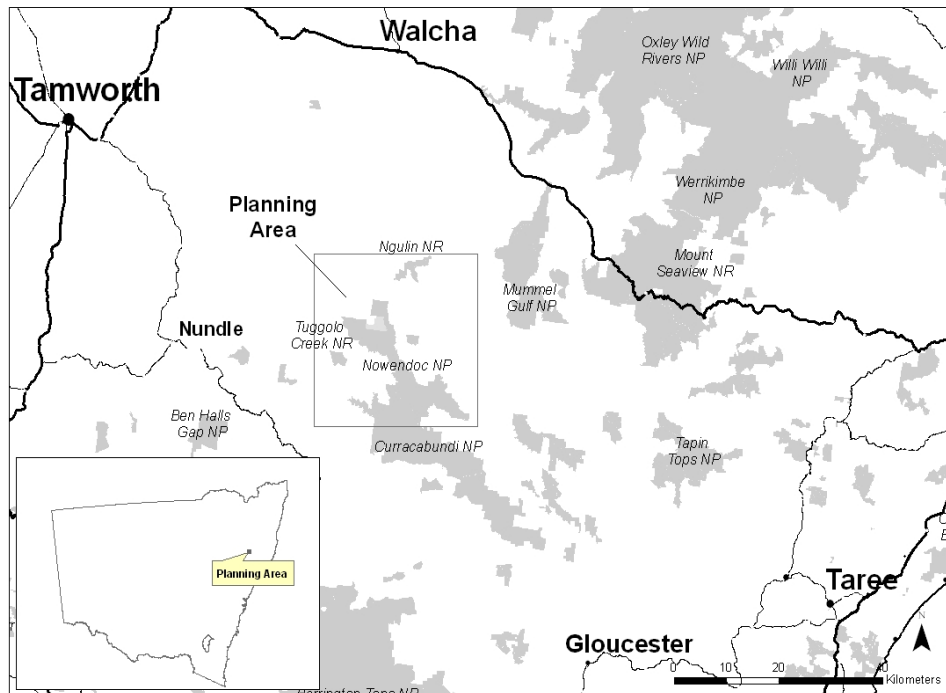 Walcha
Oxley Wild
Rivers NP
Willi Willi
NP
Tamworth
Werrikimbe
NP
Planning
Area
Ngulin NR
Mount
Seaview NR
Mummel
Gulf NP
Nundle
Tuggolo
Creek NR
Nowendoc NP
Ben Halls
Gap NP
Curracabundi NP
Tapin
Tops NP
Planning Area
Taree
Gloucester
N
0 10 20 40
Kilometers